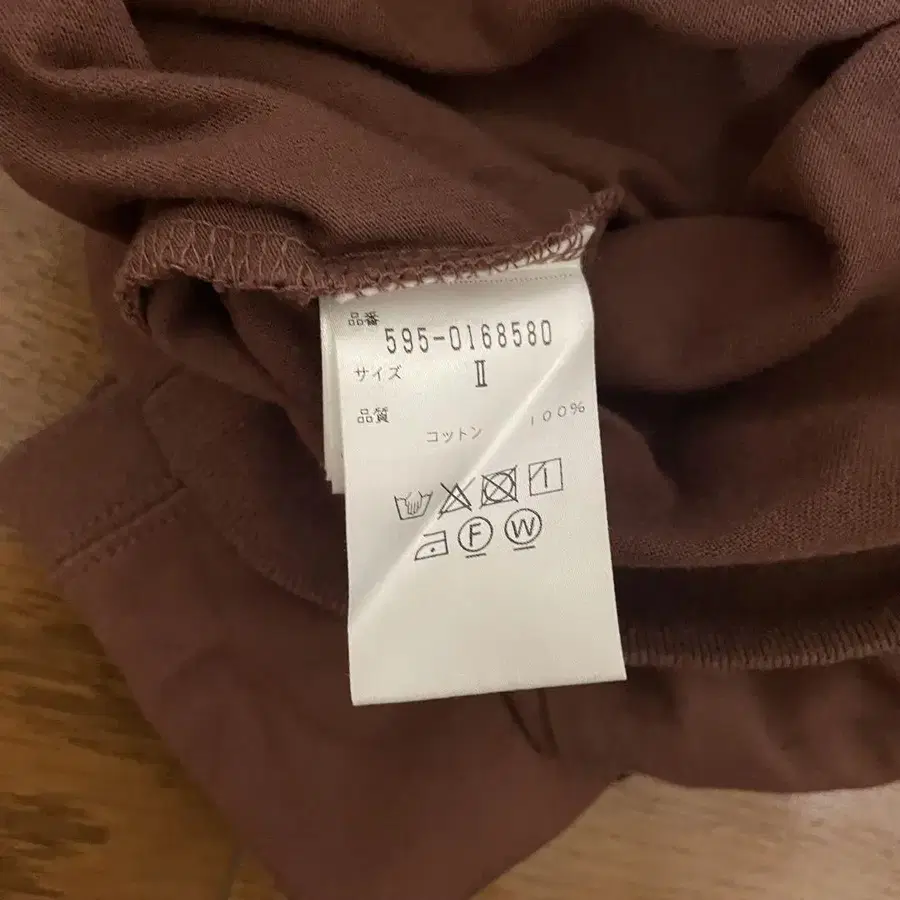 品番
595-0168580
サイズ II
品質
コットン 100%
F W